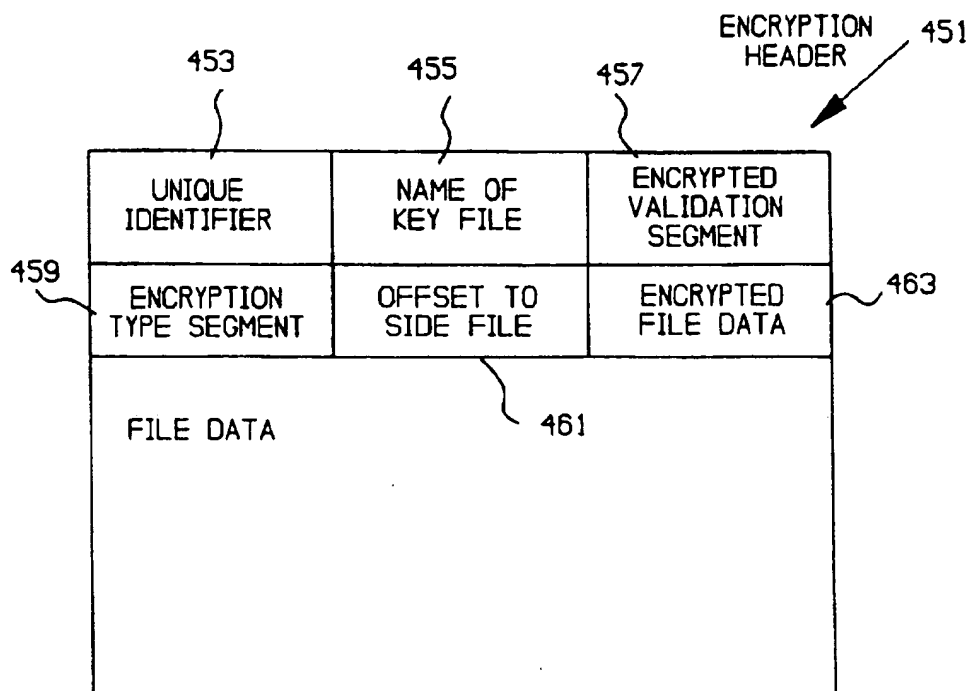 ENCRYPTION
HEADER
451
453
455
457
UNIQUE
IDENTIFIER
NAME OF
KEY FILE
ENCRYPTED
VALIDATION
SEGMENT
459
ENCRYPTION
TYPE SEGMENT
OFFSET TO
SIDE FILE
ENCRYPTED
FILE DATA
463
461
FILE DATA